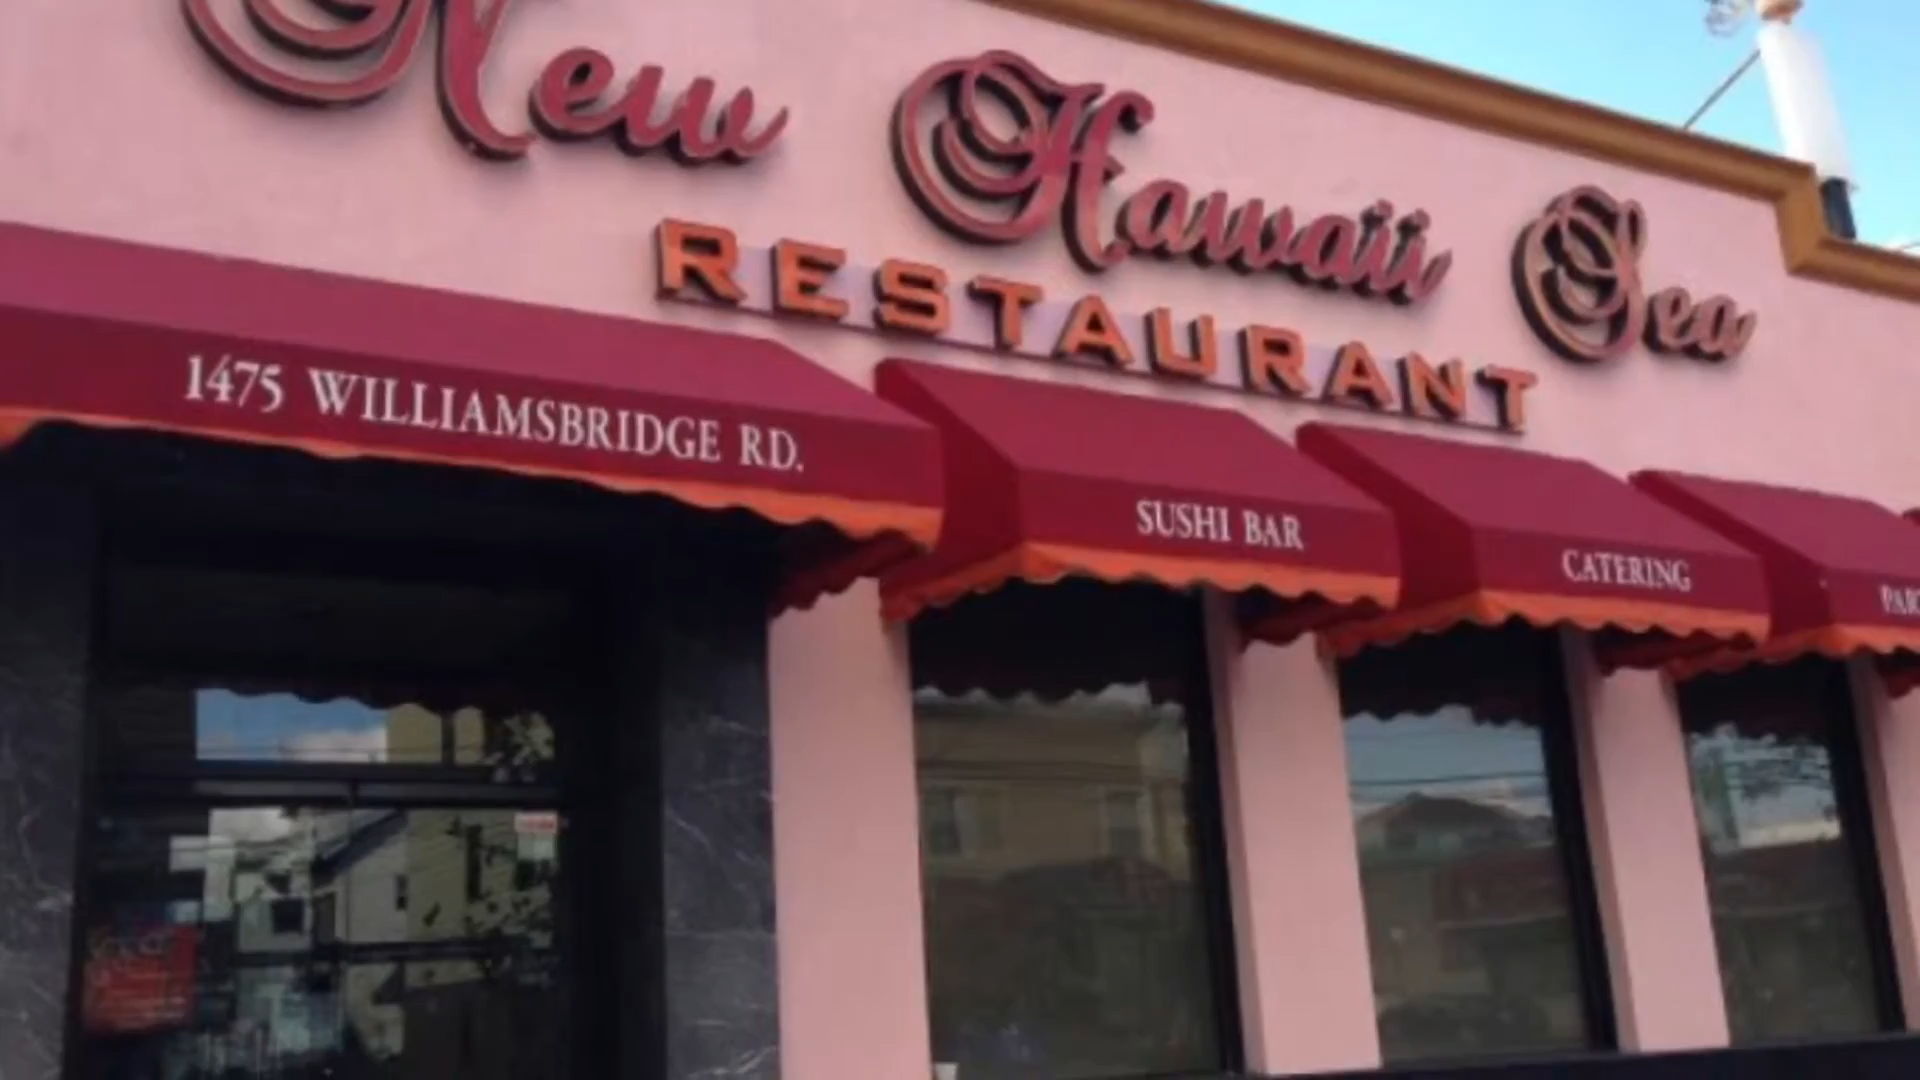 New Hawaii Sea
RESTAURANT
1475 WILLIAMSBRIDGE RD.
SUSHI BAR
CATERING